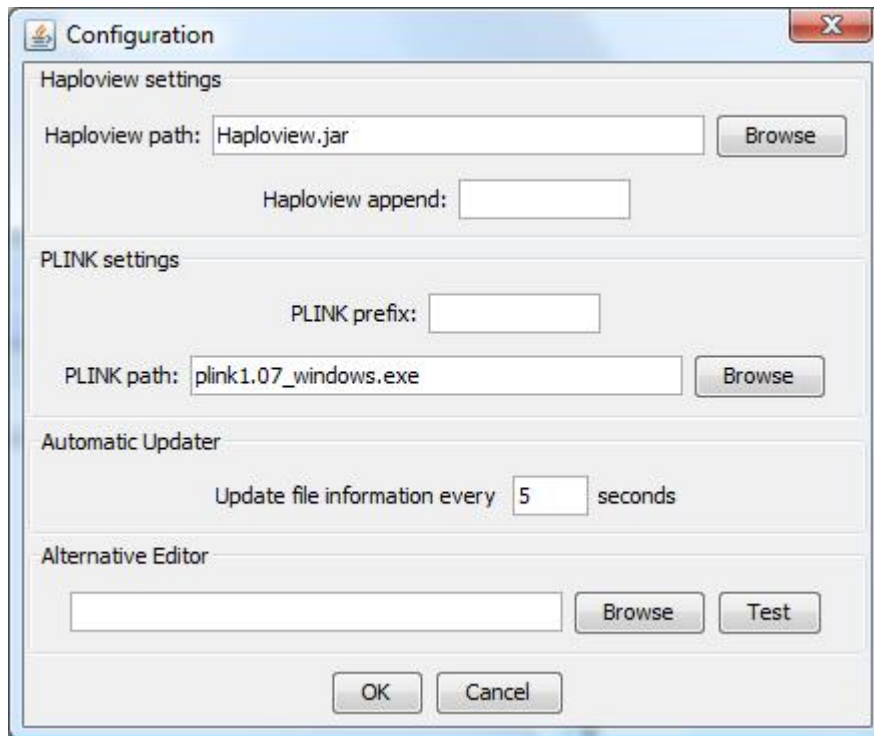 Configuration
Haploview settings
Haploview path: Haploview.jar Browse
Haploview append:
PLINK settings
PLINK prefix:
PLINK path: plink1.07_windows.exe Browse
Automatic Updater
Update file information every 5 seconds
Alternative Editor
Browse Test
OK Cancel